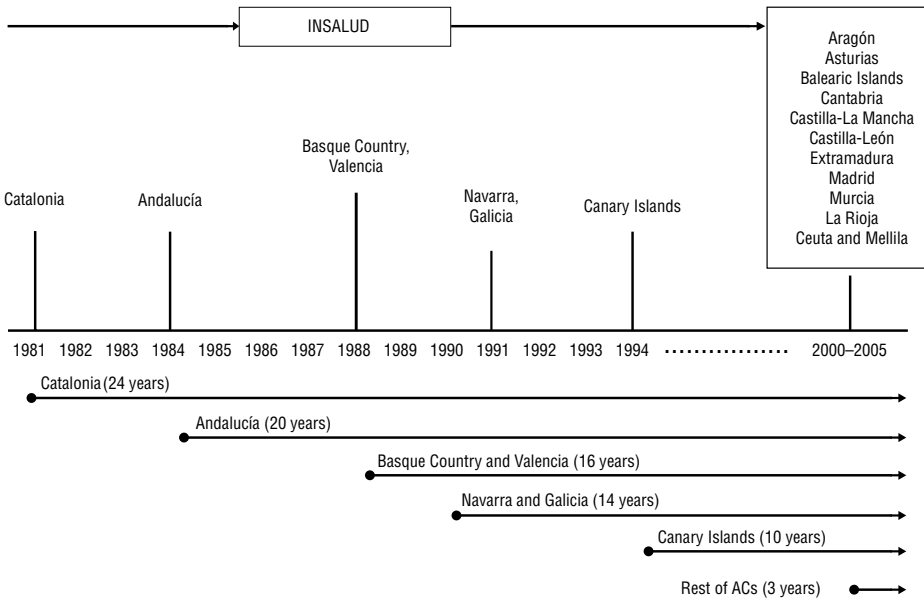 INSALUD
Aragón
Asturias
Balearic Islands
Cantabria
Castilla-La Mancha
Castilla-León
Extremadura
Madrid
Murcia
La Rioja
Ceuta and Mellila
Basque Country,
Valencia
Catalonia
Andalucía
Navarra,
Galicia
Canary Islands
1981 1982 1983 1984 1985 1986 1987 1988 1989 1990 1991 1992 1993 1994 .................. 2000–2005
Catalonia (24 years)
Andalucía (20 years)
Basque Country and Valencia (16 years)
Navarra and Galicia (14 years)
Canary Islands (10 years)
Rest of ACs (3 years)